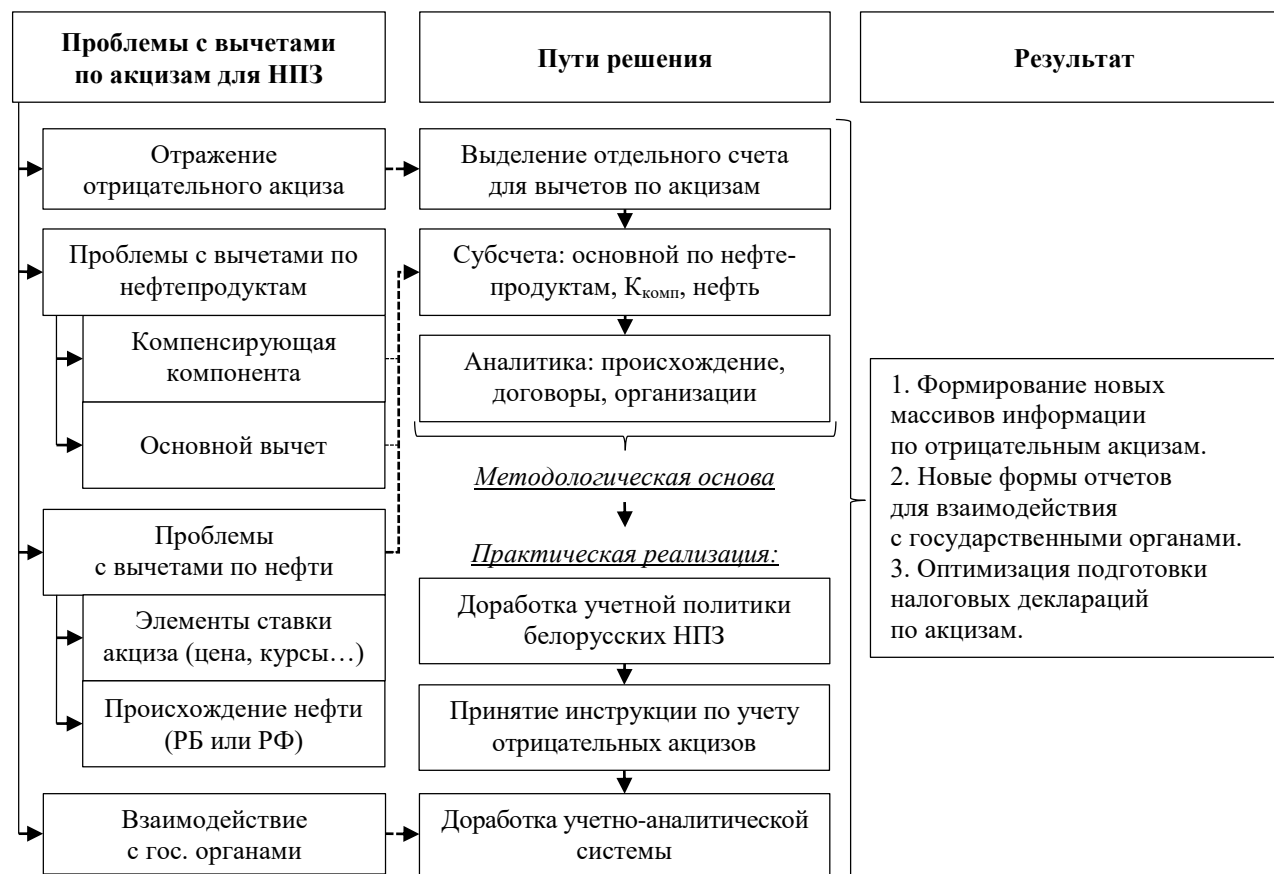 Проблемы с вычетами
по акцизам для НПЗ
Пути решения
Результат
Отражение
отрицательного акциза
Проблемы с вычетами по
нефтепродуктам
Компенсирующая
компонента
Основной вычет
Проблемы
с вычетами по нефти
Элементы ставки
акциза (цена, курсы…)
Происхождение нефти
(РБ или РФ)
Взаимодействие
с гос. органами
Выделение отдельного счета
для вычетов по акцизам
Субсчета: основной по нефте-
продуктам, Ккомп, нефть
Аналитика: происхождение,
договоры, организации
Методологическая основа
Практическая реализация:
Доработка учетной политики
белорусских НПЗ
Принятие инструкции по учету
отрицательных акцизов
Доработка учетно-аналитической
системы
1. Формирование новых
массивов информации
по отрицательным акцизам.
2. Новые формы отчетов
для взаимодействия
с государственными органами.
3. Оптимизация подготовки
налоговых деклараций
по акцизам.